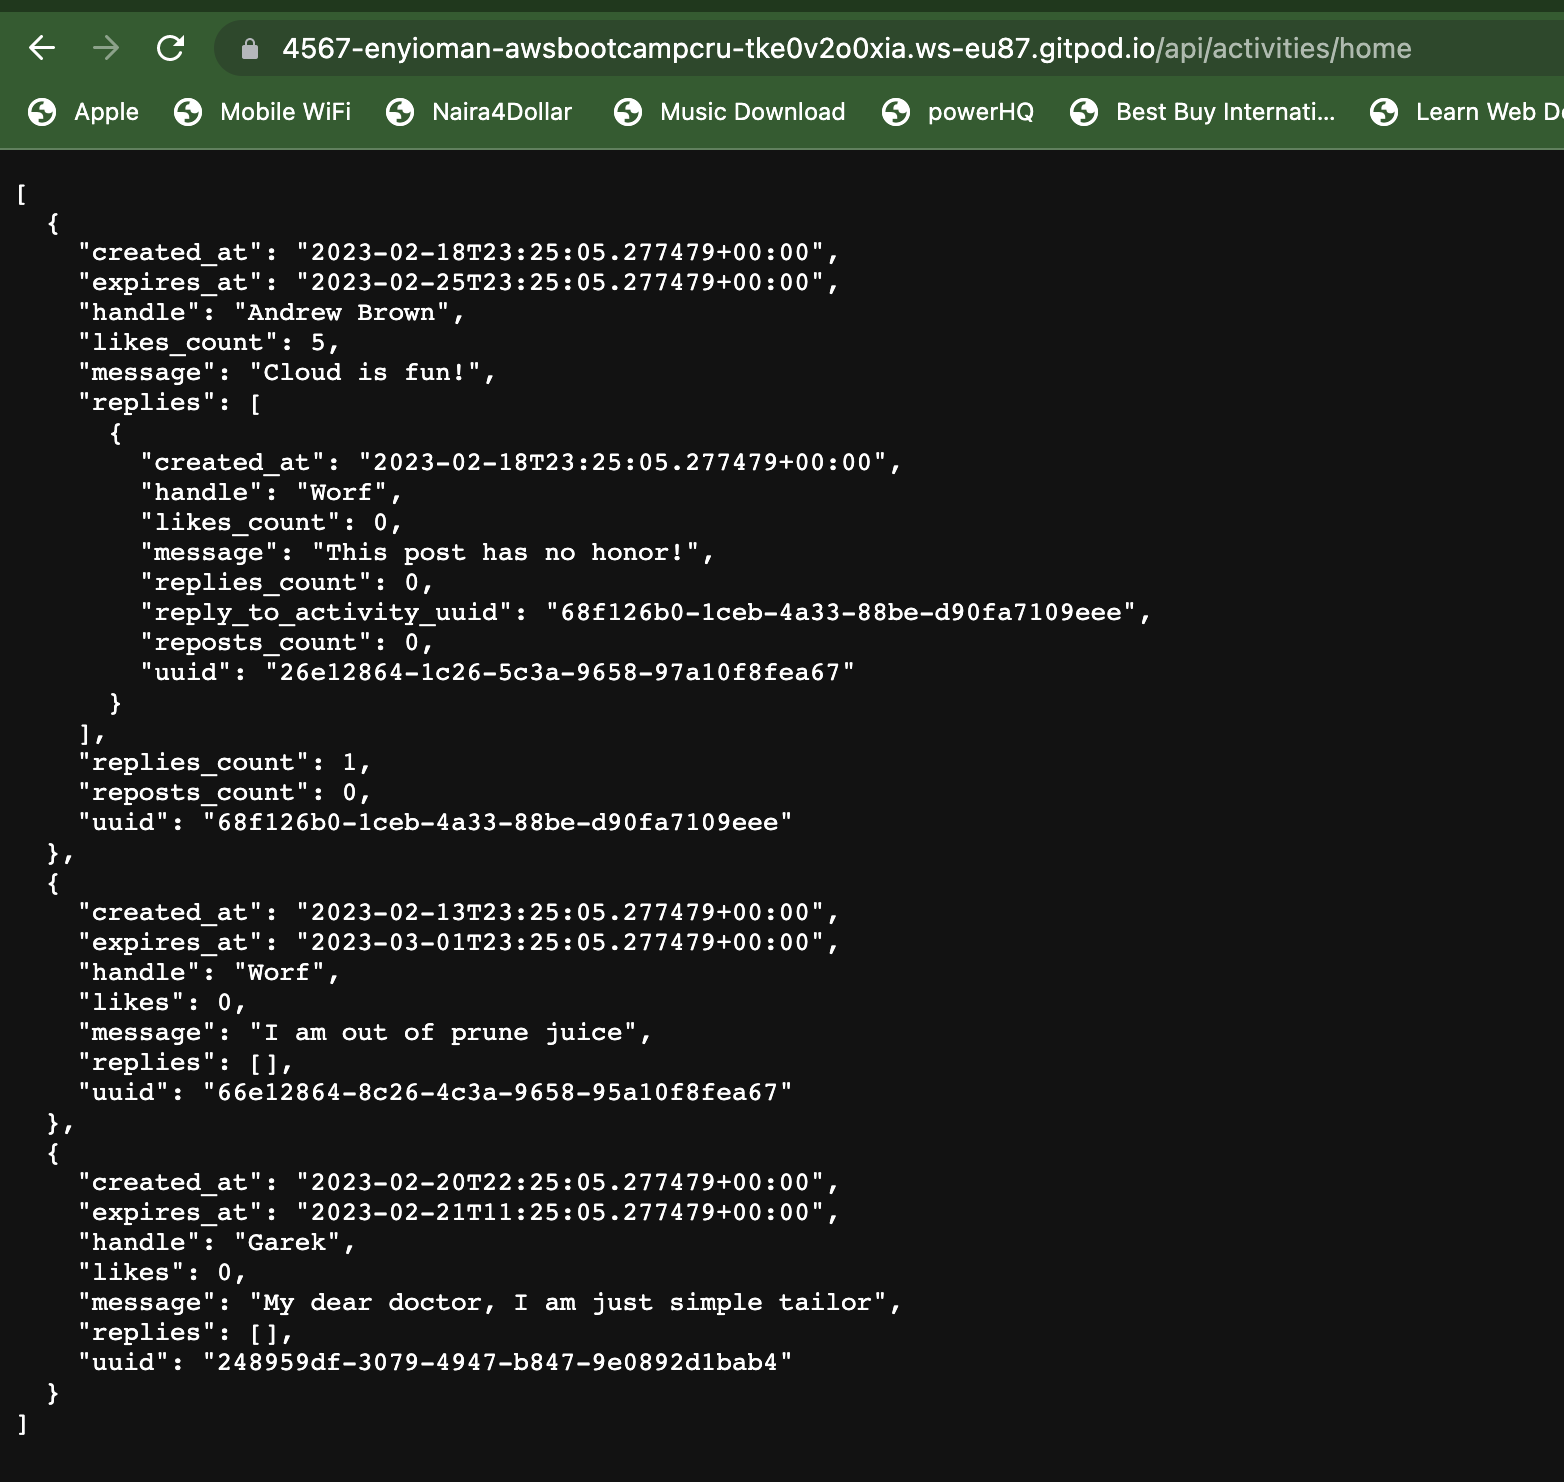 4567-enyioman-awsbootcampcru-tke0v2o0xia.ws-eu87.gitpod.io/api/activities/home
Apple Mobile WiFi Naira4Dollar Music Download powerHQ Best Buy Internati... Learn Web De
[
  {
    "created_at": "2023-02-18T23:25:05.277479+00:00",
    "expires_at": "2023-02-25T23:25:05.277479+00:00",
    "handle": "Andrew Brown",
    "likes_count": 5,
    "message": "Cloud is fun!",
    "replies": [
      {
        "created_at": "2023-02-18T23:25:05.277479+00:00",
        "handle": "Worf",
        "likes_count": 0,
        "message": "This post has no honor!",
        "replies_count": 0,
        "reply_to_activity_uuid": "68f126b0-1ceb-4a33-88be-d90fa7109eee",
        "reposts_count": 0,
        "uuid": "26e12864-1c26-5c3a-9658-97a10f8fea67"
      }
    ],
    "replies_count": 1,
    "reposts_count": 0,
    "uuid": "68f126b0-1ceb-4a33-88be-d90fa7109eee"
  },
  {
    "created_at": "2023-02-13T23:25:05.277479+00:00",
    "expires_at": "2023-03-01T23:25:05.277479+00:00",
    "handle": "Worf",
    "likes": 0,
    "message": "I am out of prune juice",
    "replies": [],
    "uuid": "66e12864-8c26-4c3a-9658-95a10f8fea67"
  },
  {
    "created_at": "2023-02-20T22:25:05.277479+00:00",
    "expires_at": "2023-02-21T11:25:05.277479+00:00",
    "handle": "Garek",
    "likes": 0,
    "message": "My dear doctor, I am just simple tailor",
    "replies": [],
    "uuid": "248959df-3079-4947-b847-9e0892d1bab4"
  }
]